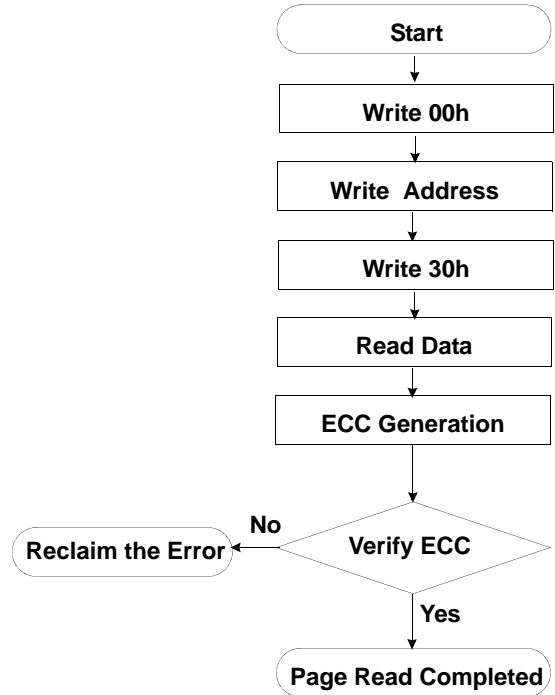 Start
Write 00h
Write Address
Write 30h
Read Data
ECC Generation
No
Reclaim the Error
Verify ECC
Yes
Page Read Completed